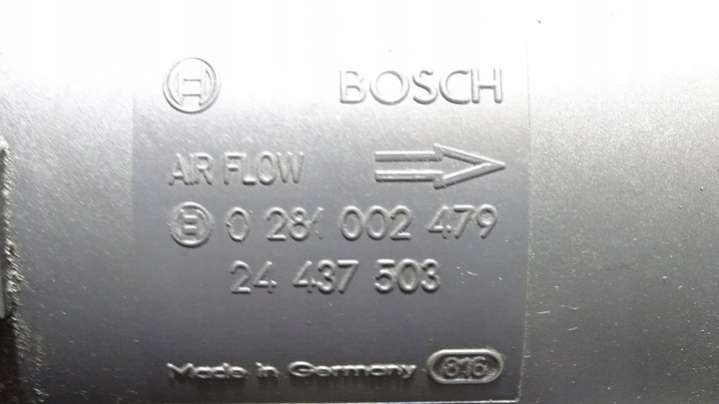 BOSCH
AIR FLOW
0 281 002 479
24 437 503
Made in Germany 816